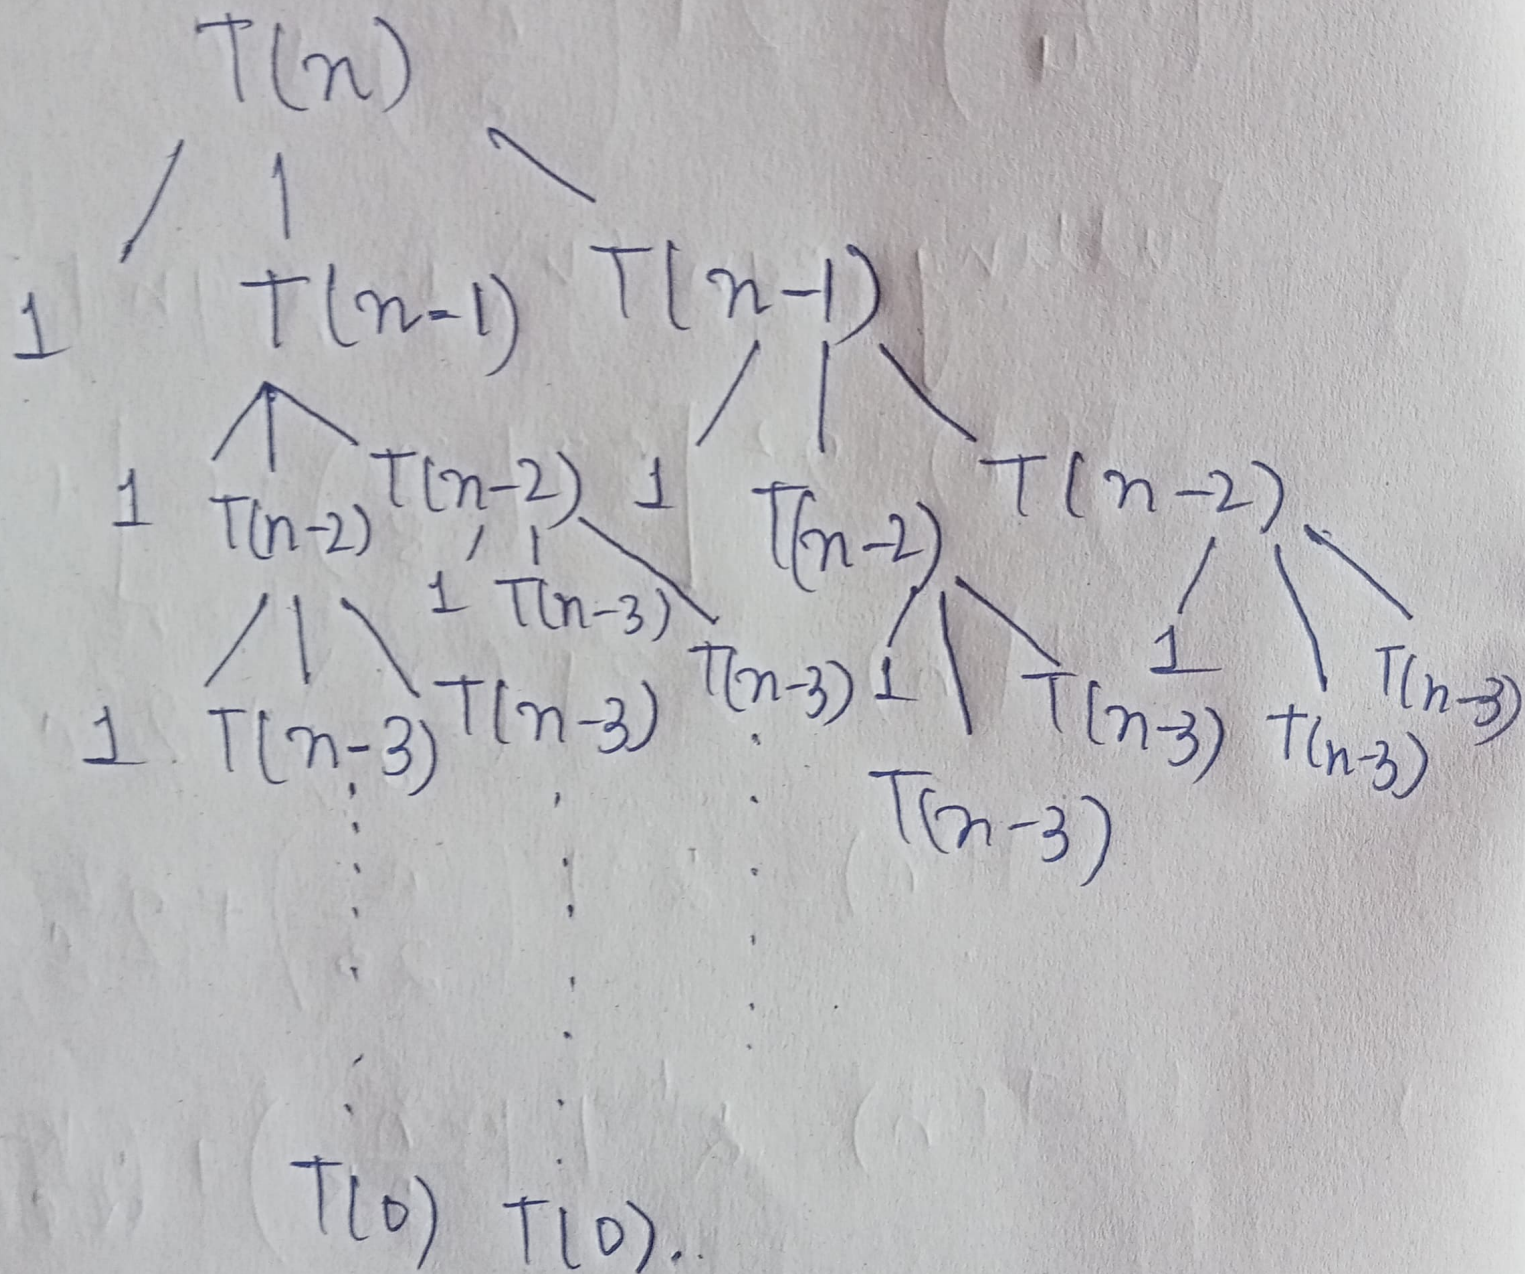 T(n)
1 T(n-1) T(n-1)
1 T(n-2) T(n-2) 1 T(n-2) T(n-2)
1 T(n-3) T(n-3) 1 T(n-3) T(n-3) 1 T(n-3) T(n-3) 1 T(n-3) T(n-3)
T(0) T(0)..